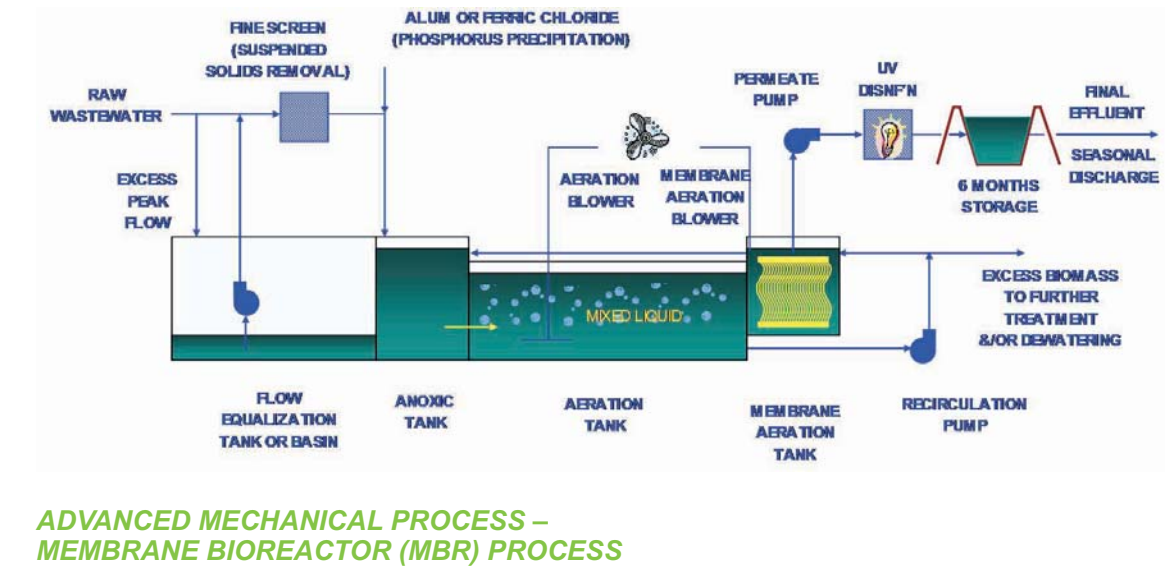 ALUM OR FERRIC CHLORIDE
(PHOSPHORUS PRECIPITATION)
FINE SCREEN
(SUSPENDED
SOLIDS REMOVAL)
RAW
WASTEWATER
EXCESS
PEAK
FLOW
AERATION
BLOWER
MEMBRANE
AERATION
BLOWER
PERMEATE
PUMP
UV
DISNF'N
6 MONTHS
STORAGE
FINAL
EFFLUENT
SEASONAL
DISCHARGE
MIXED LIQUID
EXCESS BIOMASS
TO FURTHER
TREATMENT
&/OR DEWATERING
FLOW
EQUALIZATION
TANK OR BASIN
ANOXIC
TANK
AERATION
TANK
MEMBRANE
AERATION
TANK
RECIRCULATION
PUMP
ADVANCED MECHANICAL PROCESS –
MEMBRANE BIOREACTOR (MBR) PROCESS